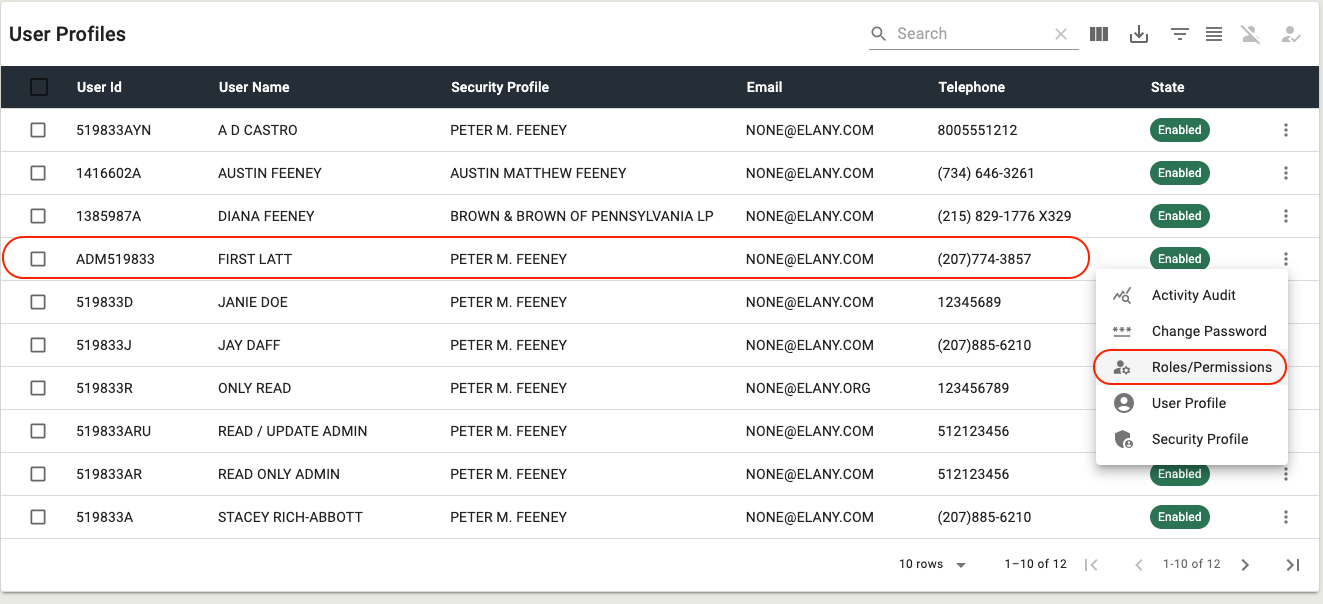 User Profiles
Search
User Id User Name Security Profile Email Telephone State
519833AYN A D CASTRO PETER M. FEENEY NONE@ELANY.COM 8005551212 Enabled
1416602A AUSTIN FEENEY AUSTIN MATTHEW FEENEY NONE@ELANY.COM (734) 646-3261 Enabled
1385987A DIANA FEENEY BROWN & BROWN OF PENNSYLVANIA LP NONE@ELANY.COM (215) 829-1776 X329 Enabled
ADM519833 FIRST LATT PETER M. FEENEY NONE@ELANY.COM (207)774-3857 Enabled
519833D JANIE DOE PETER M. FEENEY NONE@ELANY.COM 12345689
519833J JAY DAFF PETER M. FEENEY NONE@ELANY.COM (207)885-6210
519833R ONLY READ PETER M. FEENEY NONE@ELANY.ORG 123456789
519833ARU READ / UPDATE ADMIN PETER M. FEENEY NONE@ELANY.COM 512123456
519833AR READ ONLY ADMIN PETER M. FEENEY NONE@ELANY.COM 512123456 Enabled
519833A STACEY RICH-ABBOTT PETER M. FEENEY NONE@ELANY.COM (207)885-6210 Enabled
Activity Audit
Change Password
Roles/Permissions
User Profile
Security Profile
10 rows 1–10 of 12 1-10 of 12